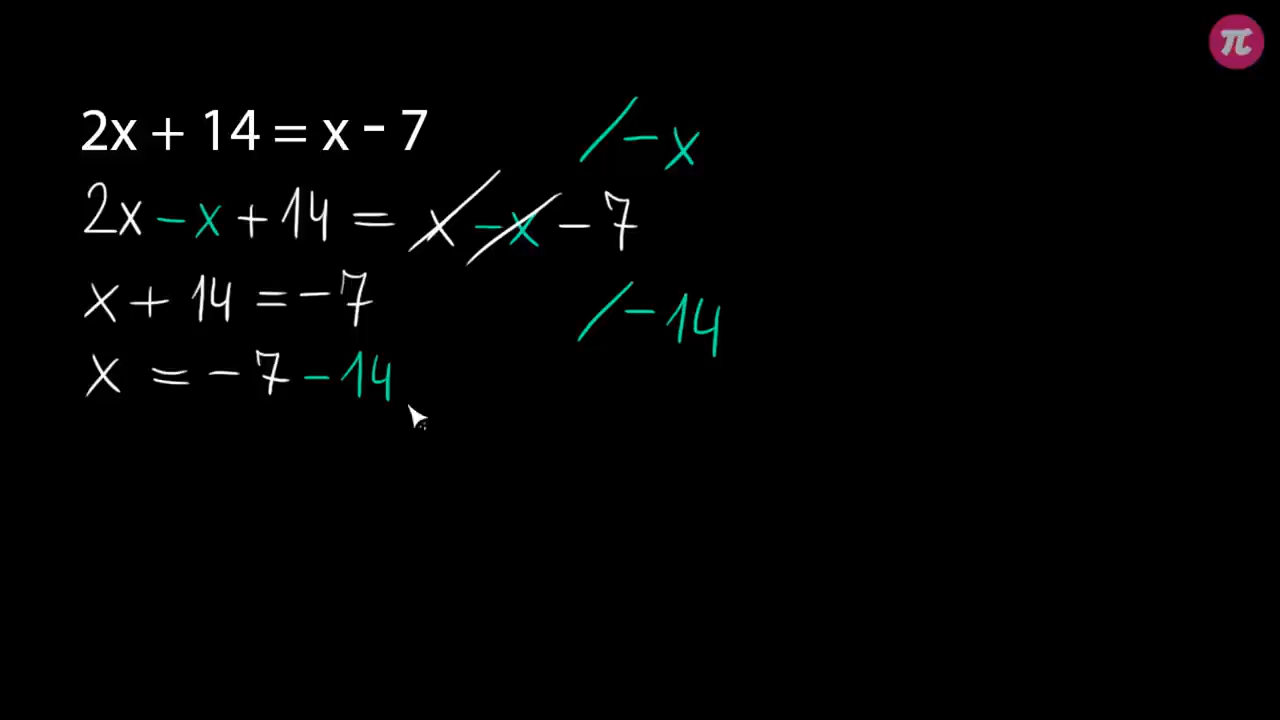 2x + 14 = x - 7 /-x
2x -x + 14 = x -x - 7
x + 14 = -7 /-14
x = -7 -14
π